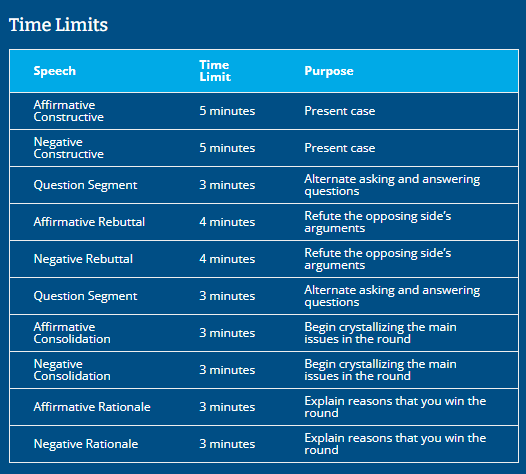 Time Limits
Speech Time Limit Purpose
Affirmative Constructive 5 minutes Present case
Negative Constructive 5 minutes Present case
Question Segment 3 minutes Alternate asking and answering questions
Affirmative Rebuttal 4 minutes Refute the opposing side's arguments
Negative Rebuttal 4 minutes Refute the opposing side's arguments
Question Segment 3 minutes Alternate asking and answering questions
Affirmative Consolidation 3 minutes Begin crystallizing the main issues in the round
Negative Consolidation 3 minutes Begin crystallizing the main issues in the round
Affirmative Rationale 3 minutes Explain reasons that you win the round
Negative Rationale 3 minutes Explain reasons that you win the round